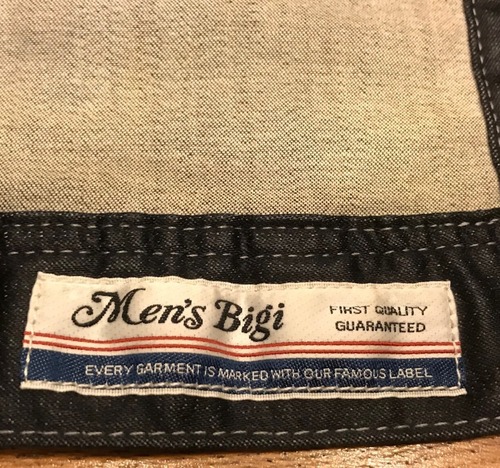 Men's Bigi
FIRST QUALITY
GUARANTEED
EVERY GARMENT IS MARKED WITH OUR FAMOUS LABEL